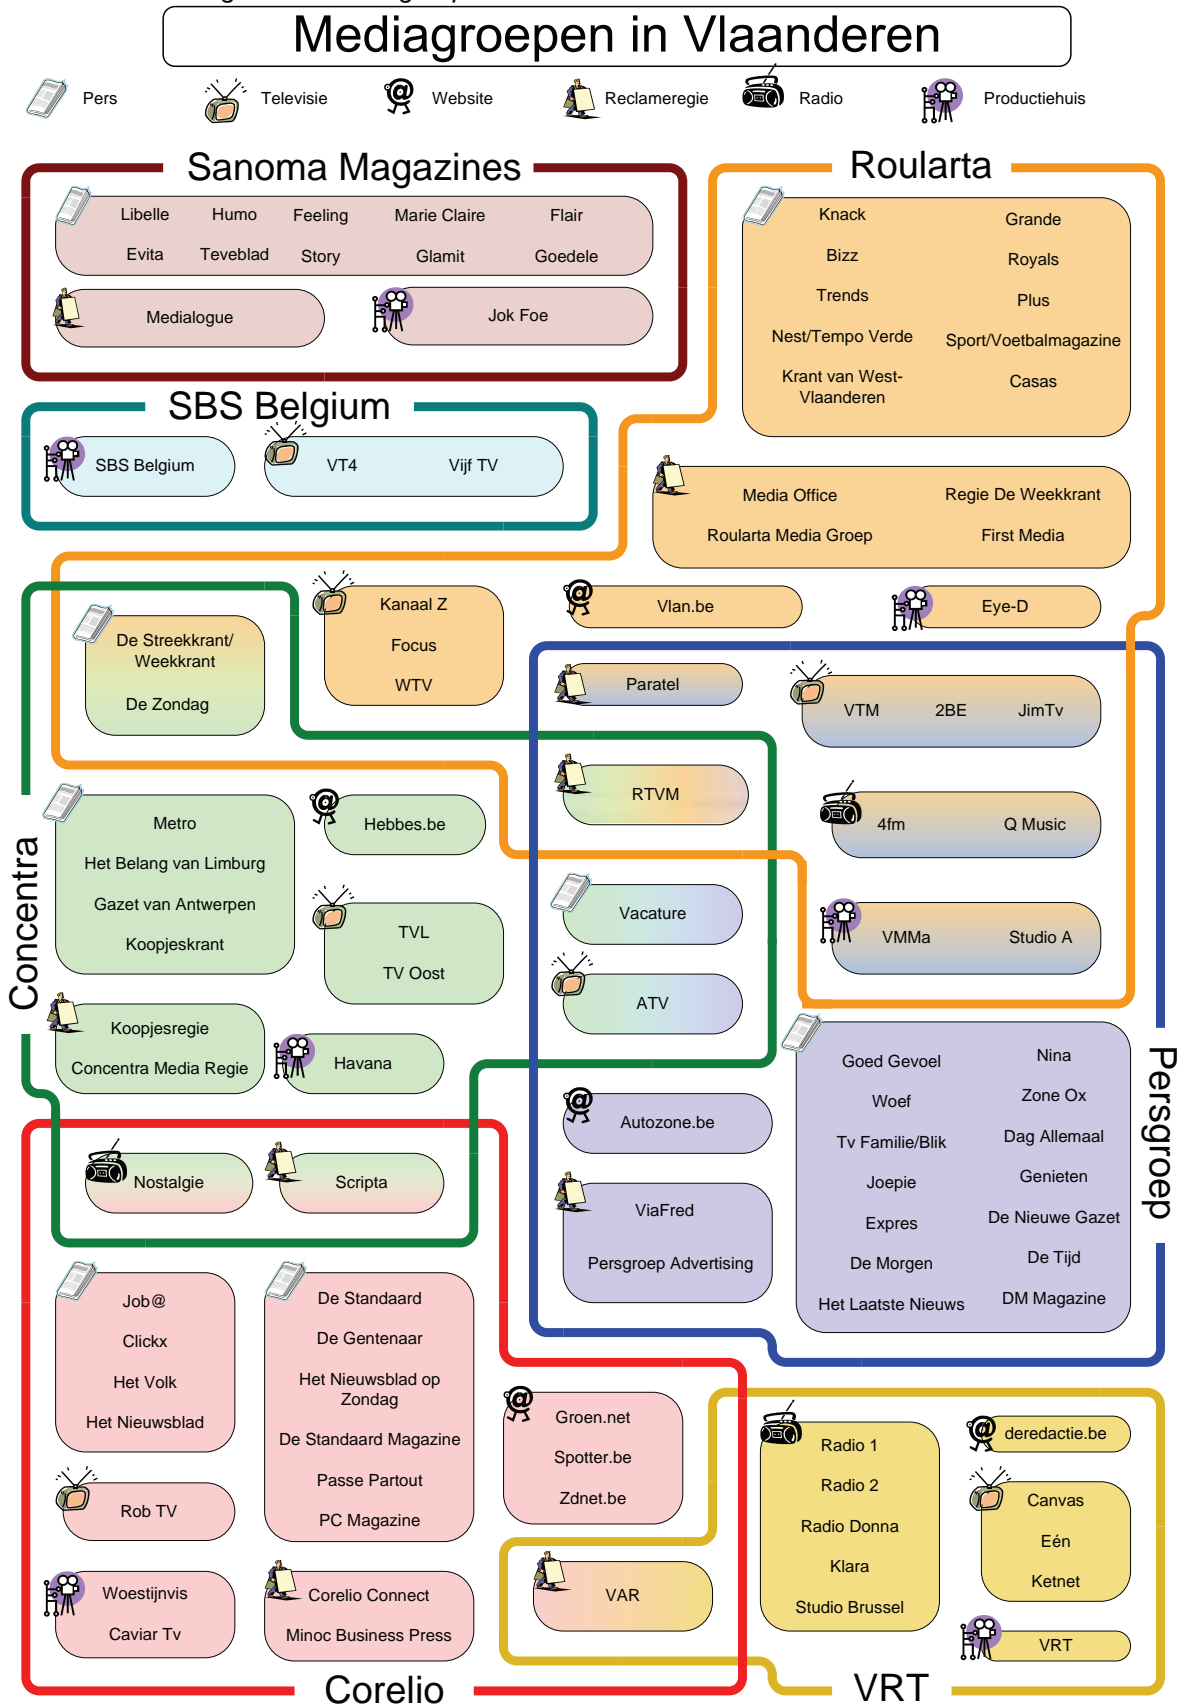 Mediagroepen in Vlaanderen
Pers
Televisie
Website
Reclameregie
Radio
Productiehuis
Sanoma Magazines
Libelle
Humo
Feeling
Marie Claire
Flair
Evita
Teveblad
Story
Glamit
Goedele
Medialogue
Jok Foe
Roularta
Knack
Grande
Bizz
Royals
Trends
Plus
Nest/Tempo Verde
Sport/Voetbalmagazine
Krant van West-
Vlaanderen
Casas
Media Office
Regie De Weekkrant
Roularta Media Groep
First Media
SBS Belgium
SBS Belgium
VT4
Vijf TV
Kanaal Z
Focus
WTV
Vlan.be
Eye-D
De Streekkrant/
Weekkrant
De Zondag
Paratel
VTM
2BE
JimTv
RTVM
4fm
Q Music
VMMa
Studio A
Concentra
Metro
Het Belang van Limburg
Gazet van Antwerpen
Koopjeskrant
Hebbes.be
TVL
TV Oost
Vacature
ATV
Koopjesregie
Concentra Media Regie
Havana
Nostalgie
Scripta
Persgroep
Goed Gevoel
Nina
Woef
Zone Ox
Tv Familie/Blik
Dag Allemaal
Joepie
Genieten
Expres
De Nieuwe Gazet
De Morgen
De Tijd
Het Laatste Nieuws
DM Magazine
Autozone.be
ViaFred
Persgroep Advertising
Job@
Clickx
Het Volk
Het Nieuwsblad
De Standaard
De Gentenaar
Het Nieuwsblad op
Zondag
De Standaard Magazine
Passe Partout
PC Magazine
Groen.net
Spotter.be
Zdnet.be
Rob TV
Woestijnvis
Caviar Tv
Corelio Connect
Minoc Business Press
VAR
Radio 1
Radio 2
Radio Donna
Klara
Studio Brussel
deredactie.be
Canvas
Eén
Ketnet
VRT
Corelio
VRT